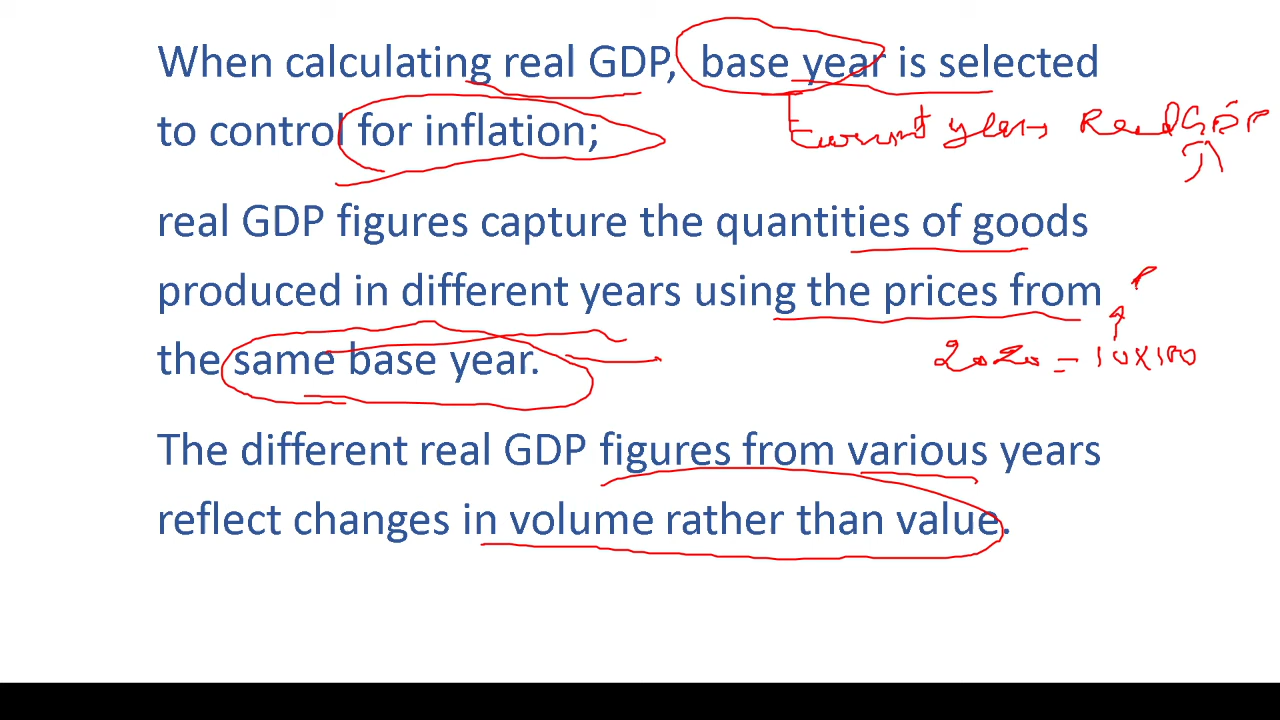 When calculating real GDP, base year is selected
to control for inflation;
current year Real GDP
real GDP figures capture the quantities of goods
produced in different years using the prices from
P
the same base year.
2020 = 10x100
The different real GDP figures from various years
reflect changes in volume rather than value.